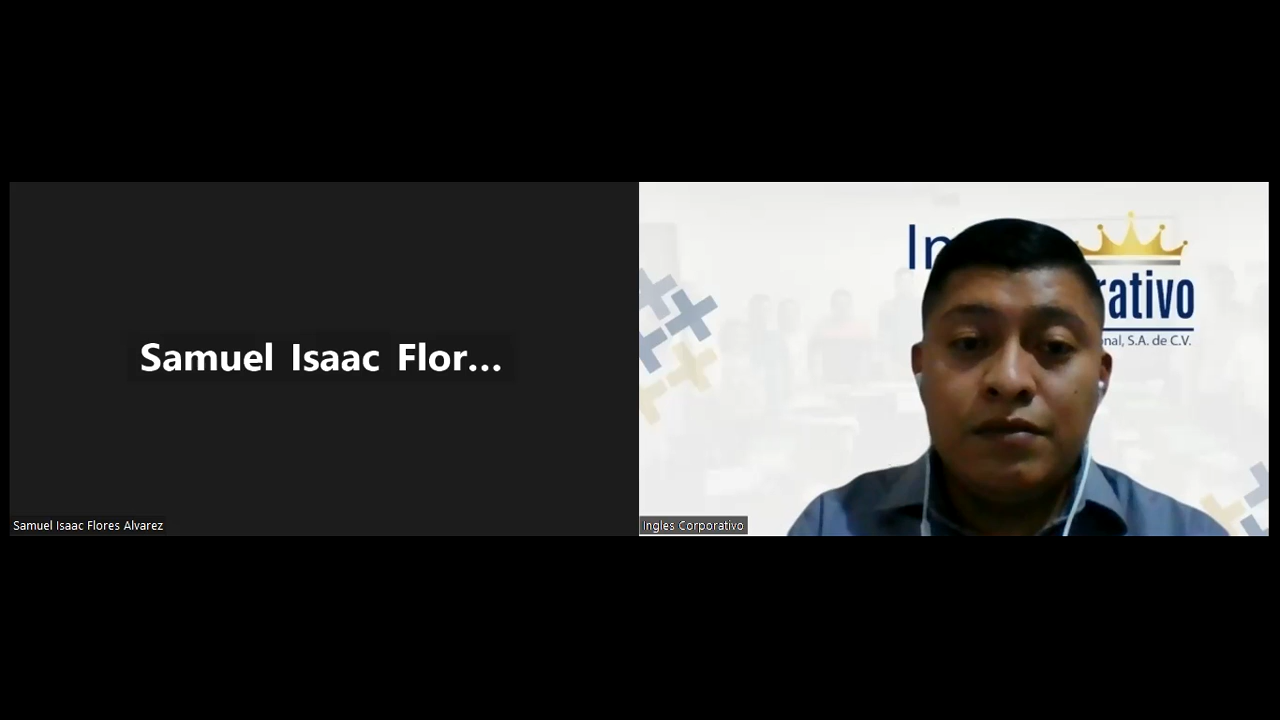 Samuel Isaac Flor...
Samuel Isaac Flores Alvarez
In
rativo
onal, S.A. de C.V.
Ingles Corporativo